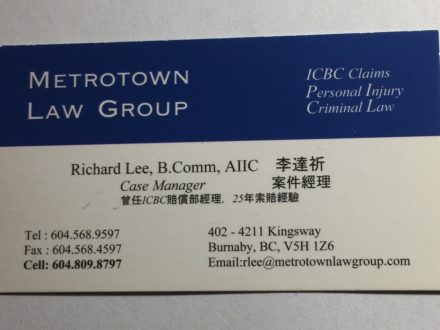 METROTOWN
LAW GROUP
ICBC Claims
Personal Injury
Criminal Law
Richard Lee, B.Comm, AIIC 李達祈
Case Manager 案件經理
曾任ICBC賠償部經理，25年索賠經驗
Tel : 604.568.9597
Fax : 604.568.4597
Cell: 604.809.8797
402 - 4211 Kingsway
Burnaby, BC, V5H 1Z6
Email:rlee@metrotownlawgroup.com